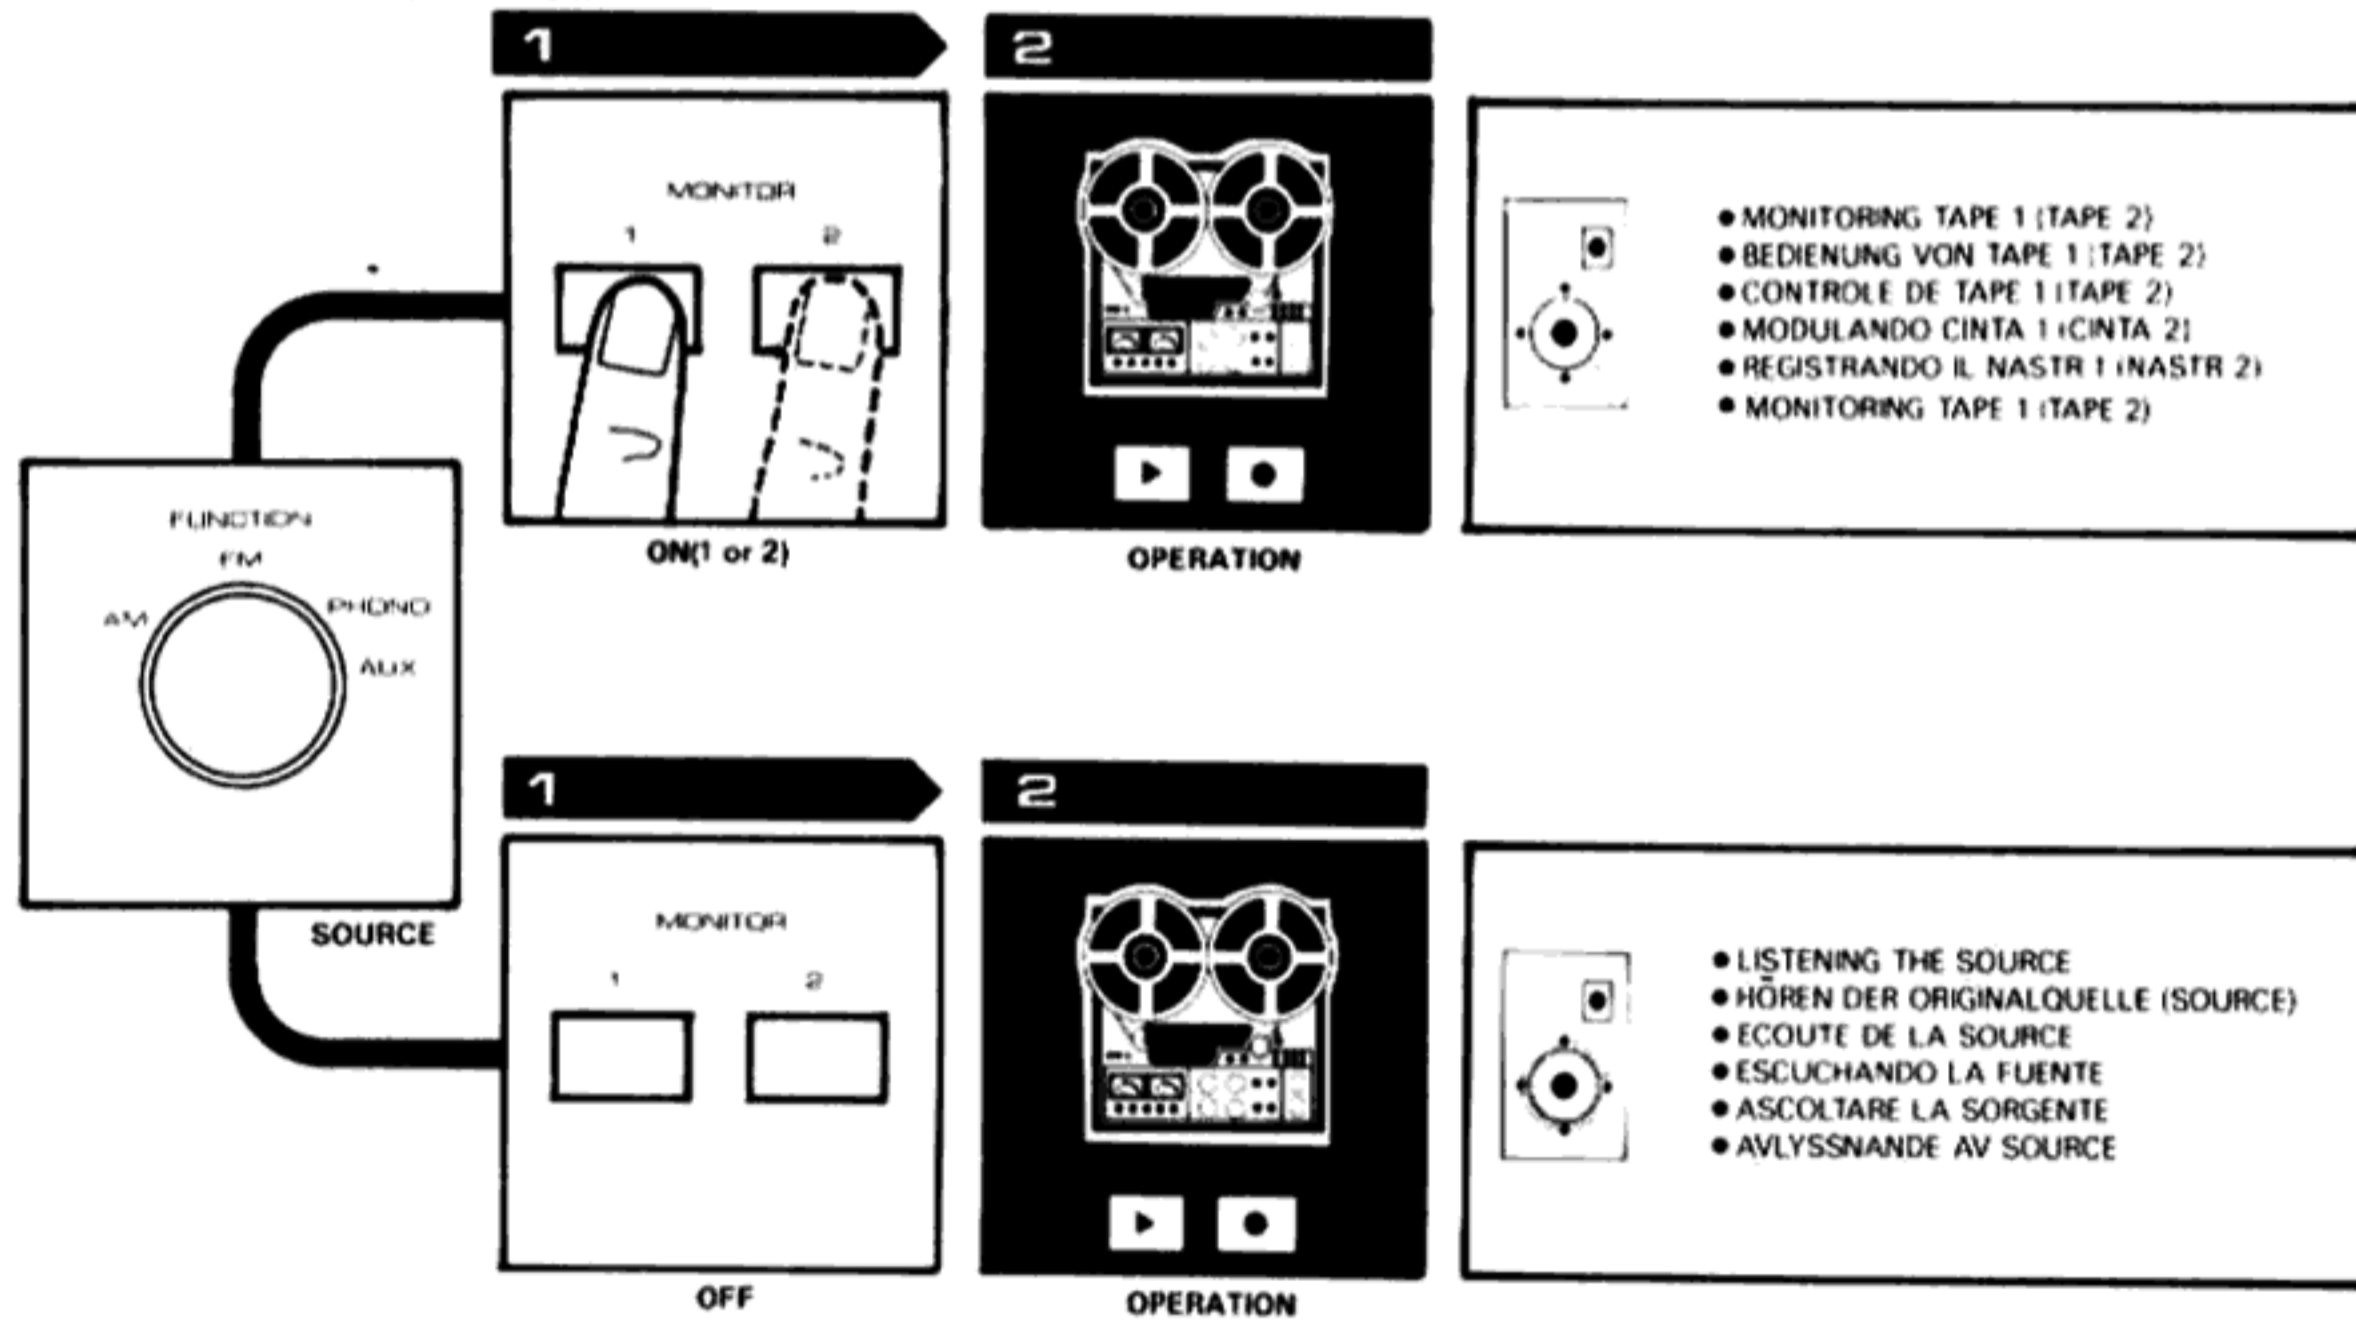 1
2
MONITOR
1 2
ON(1 or 2)
OPERATION
● MONITORING TAPE 1 (TAPE 2)
● BEDIENUNG VON TAPE 1 (TAPE 2)
● CONTROLE DE TAPE 1 (TAPE 2)
● MODULANDO CINTA 1 (CINTA 2)
● REGISTRANDO IL NASTR 1 (NASTR 2)
● MONITORING TAPE 1 (TAPE 2)
FUNCTION
FM
AM
PHONO
AUX
SOURCE
1
2
MONITOR
1 2
OFF
OPERATION
● LISTENING THE SOURCE
● HÖREN DER ORIGINALQUELLE (SOURCE)
● ECOUTE DE LA SOURCE
● ESCUCHANDO LA FUENTE
● ASCOLTARE LA SORGENTE
● AVLYSSNANDE AV SOURCE